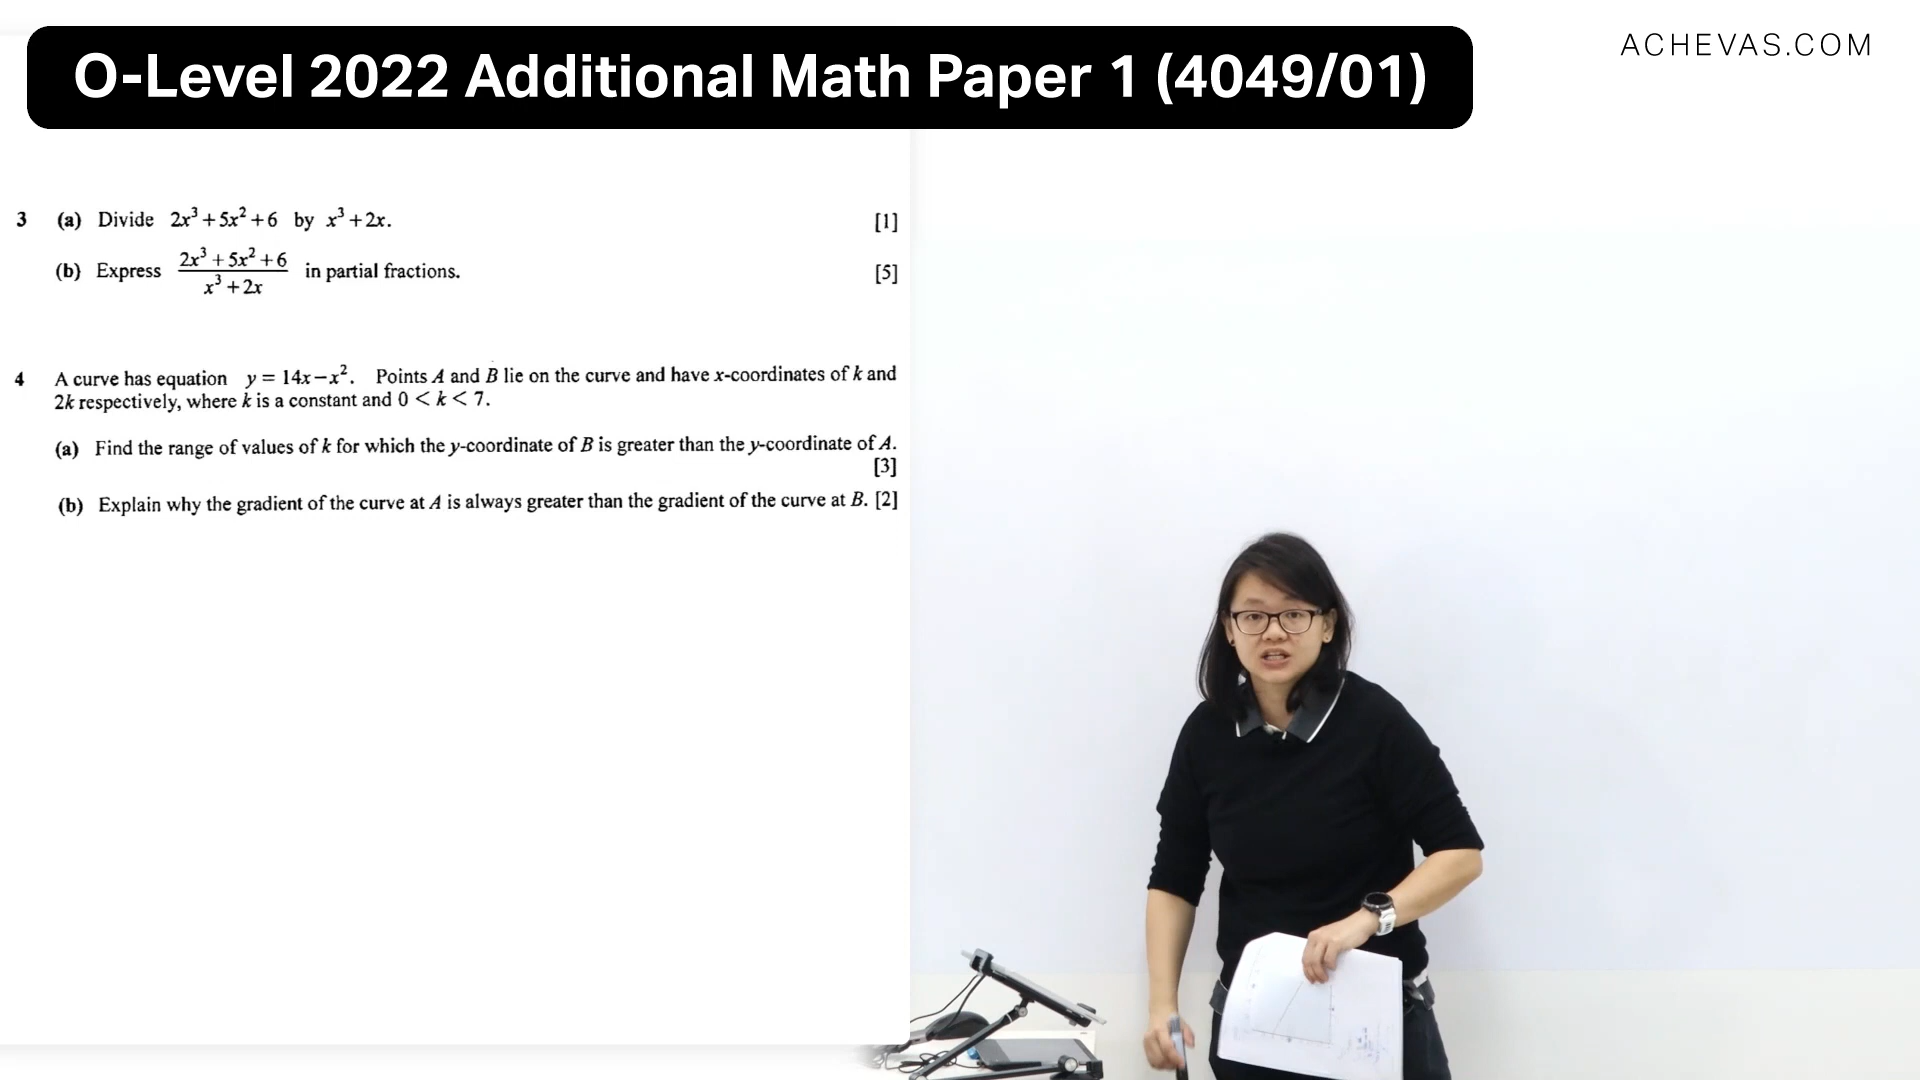 O-Level 2022 Additional Math Paper 1 (4049/01)
ACHEVAS.COM
3 (a) Divide 2x³ + 5x² + 6 by x³ + 2x. [1]
(b) Express (2x³ + 5x² + 6)/(x³ + 2x) in partial fractions. [5]
4 A curve has equation y = 14x − x². Points A and B lie on the curve and have x-coordinates of k and
2k respectively, where k is a constant and 0 < k < 7.
(a) Find the range of values of k for which the y-coordinate of B is greater than the y-coordinate of A.
[3]
(b) Explain why the gradient of the curve at A is always greater than the gradient of the curve at B. [2]